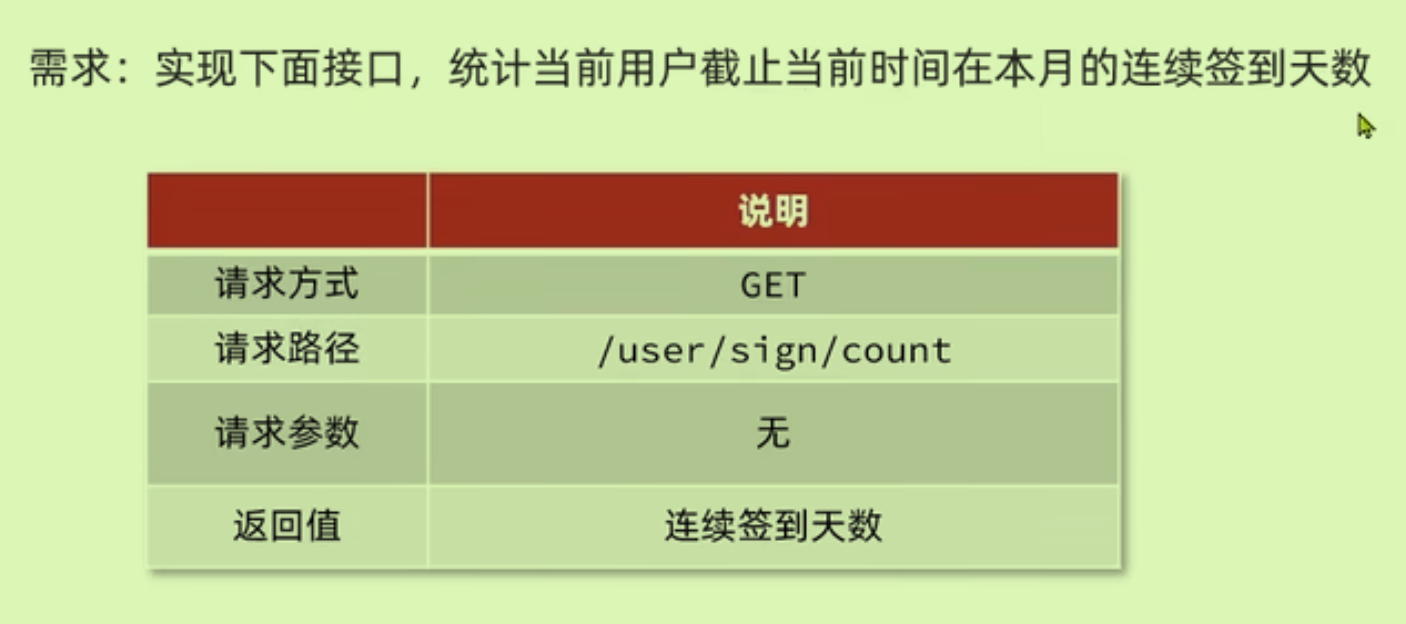 需求：实现下面接口，统计当前用户截止当前时间在本月的连续签到天数
说明
请求方式 GET
请求路径 /user/sign/count
请求参数 无
返回值 连续签到天数